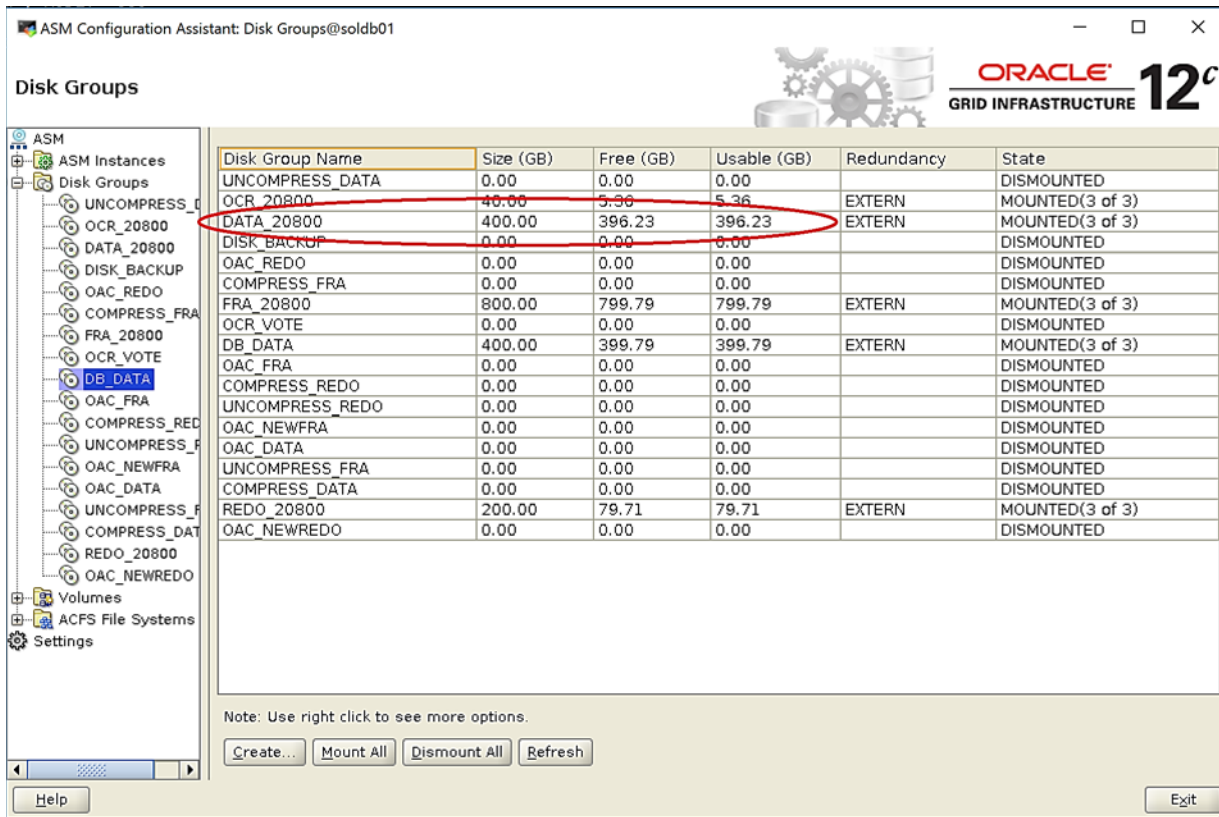 ASM Configuration Assistant: Disk Groups@soldb01
Disk Groups
ORACLE® 12c
GRID INFRASTRUCTURE
ASM
ASM Instances
Disk Groups
UNCOMPRESS_D
OCR_20800
DATA_20800
DISK_BACKUP
OAC_REDO
COMPRESS_FRA
FRA_20800
OCR_VOTE
DB_DATA
OAC_FRA
COMPRESS_RED
UNCOMPRESS_F
OAC_NEWFRA
OAC_DATA
UNCOMPRESS_F
COMPRESS_DAT
REDO_20800
OAC_NEWREDO
Volumes
ACFS File Systems
Settings
Disk Group Name Size (GB) Free (GB) Usable (GB) Redundancy State
UNCOMPRESS_DATA 0.00 0.00 0.00 DISMOUNTED
OCR_20800 40.00 5.36 5.36 EXTERN MOUNTED(3 of 3)
DATA_20800 400.00 396.23 396.23 EXTERN MOUNTED(3 of 3)
DISK_BACKUP 0.00 0.00 0.00 DISMOUNTED
OAC_REDO 0.00 0.00 0.00 DISMOUNTED
COMPRESS_FRA 0.00 0.00 0.00 DISMOUNTED
FRA_20800 800.00 799.79 799.79 EXTERN MOUNTED(3 of 3)
OCR_VOTE 0.00 0.00 0.00 DISMOUNTED
DB_DATA 400.00 399.79 399.79 EXTERN MOUNTED(3 of 3)
OAC_FRA 0.00 0.00 0.00 DISMOUNTED
COMPRESS_REDO 0.00 0.00 0.00 DISMOUNTED
UNCOMPRESS_REDO 0.00 0.00 0.00 DISMOUNTED
OAC_NEWFRA 0.00 0.00 0.00 DISMOUNTED
OAC_DATA 0.00 0.00 0.00 DISMOUNTED
UNCOMPRESS_FRA 0.00 0.00 0.00 DISMOUNTED
COMPRESS_DATA 0.00 0.00 0.00 DISMOUNTED
REDO_20800 200.00 79.71 79.71 EXTERN MOUNTED(3 of 3)
OAC_NEWREDO 0.00 0.00 0.00 DISMOUNTED
Note: Use right click to see more options.
Create... Mount All Dismount All Refresh
Help Exit